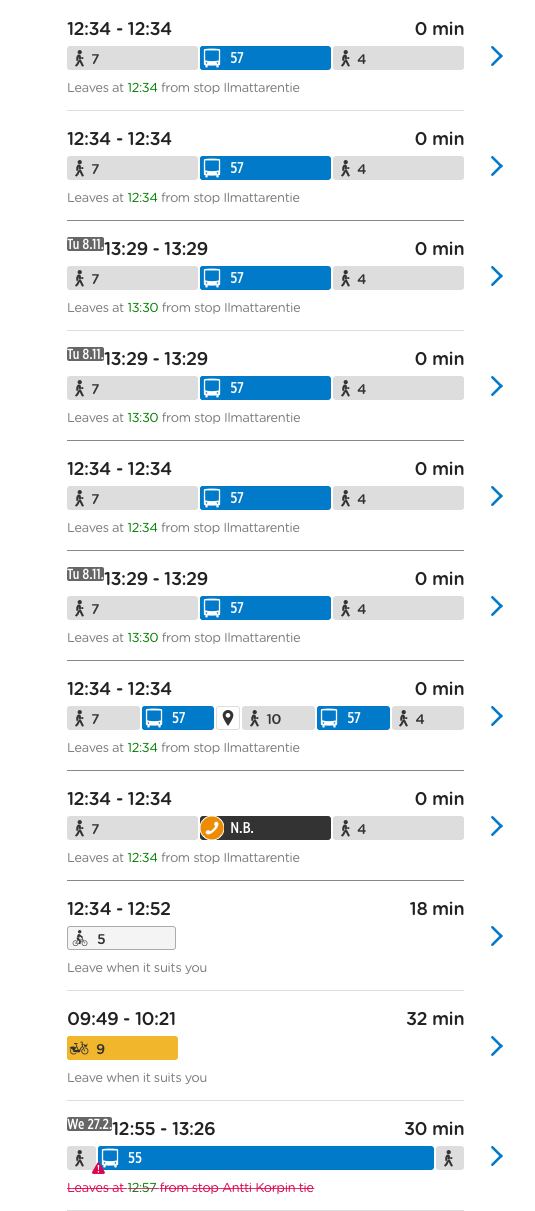 12:34 - 12:34 0 min
7 57 4
Leaves at 12:34 from stop Ilmattarentie
12:34 - 12:34 0 min
7 57 4
Leaves at 12:34 from stop Ilmattarentie
Tu 8.11. 13:29 - 13:29 0 min
7 57 4
Leaves at 13:30 from stop Ilmattarentie
Tu 8.11. 13:29 - 13:29 0 min
7 57 4
Leaves at 13:30 from stop Ilmattarentie
12:34 - 12:34 0 min
7 57 4
Leaves at 12:34 from stop Ilmattarentie
Tu 8.11. 13:29 - 13:29 0 min
7 57 4
Leaves at 13:30 from stop Ilmattarentie
12:34 - 12:34 0 min
7 57 10 57 4
Leaves at 12:34 from stop Ilmattarentie
12:34 - 12:34 0 min
7 N.B. 4
Leaves at 12:34 from stop Ilmattarentie
12:34 - 12:52 18 min
5
Leave when it suits you
09:49 - 10:21 32 min
9
Leave when it suits you
We 27.2. 12:55 - 13:26 30 min
55
Leaves at 12:57 from stop Antti Korpin tie